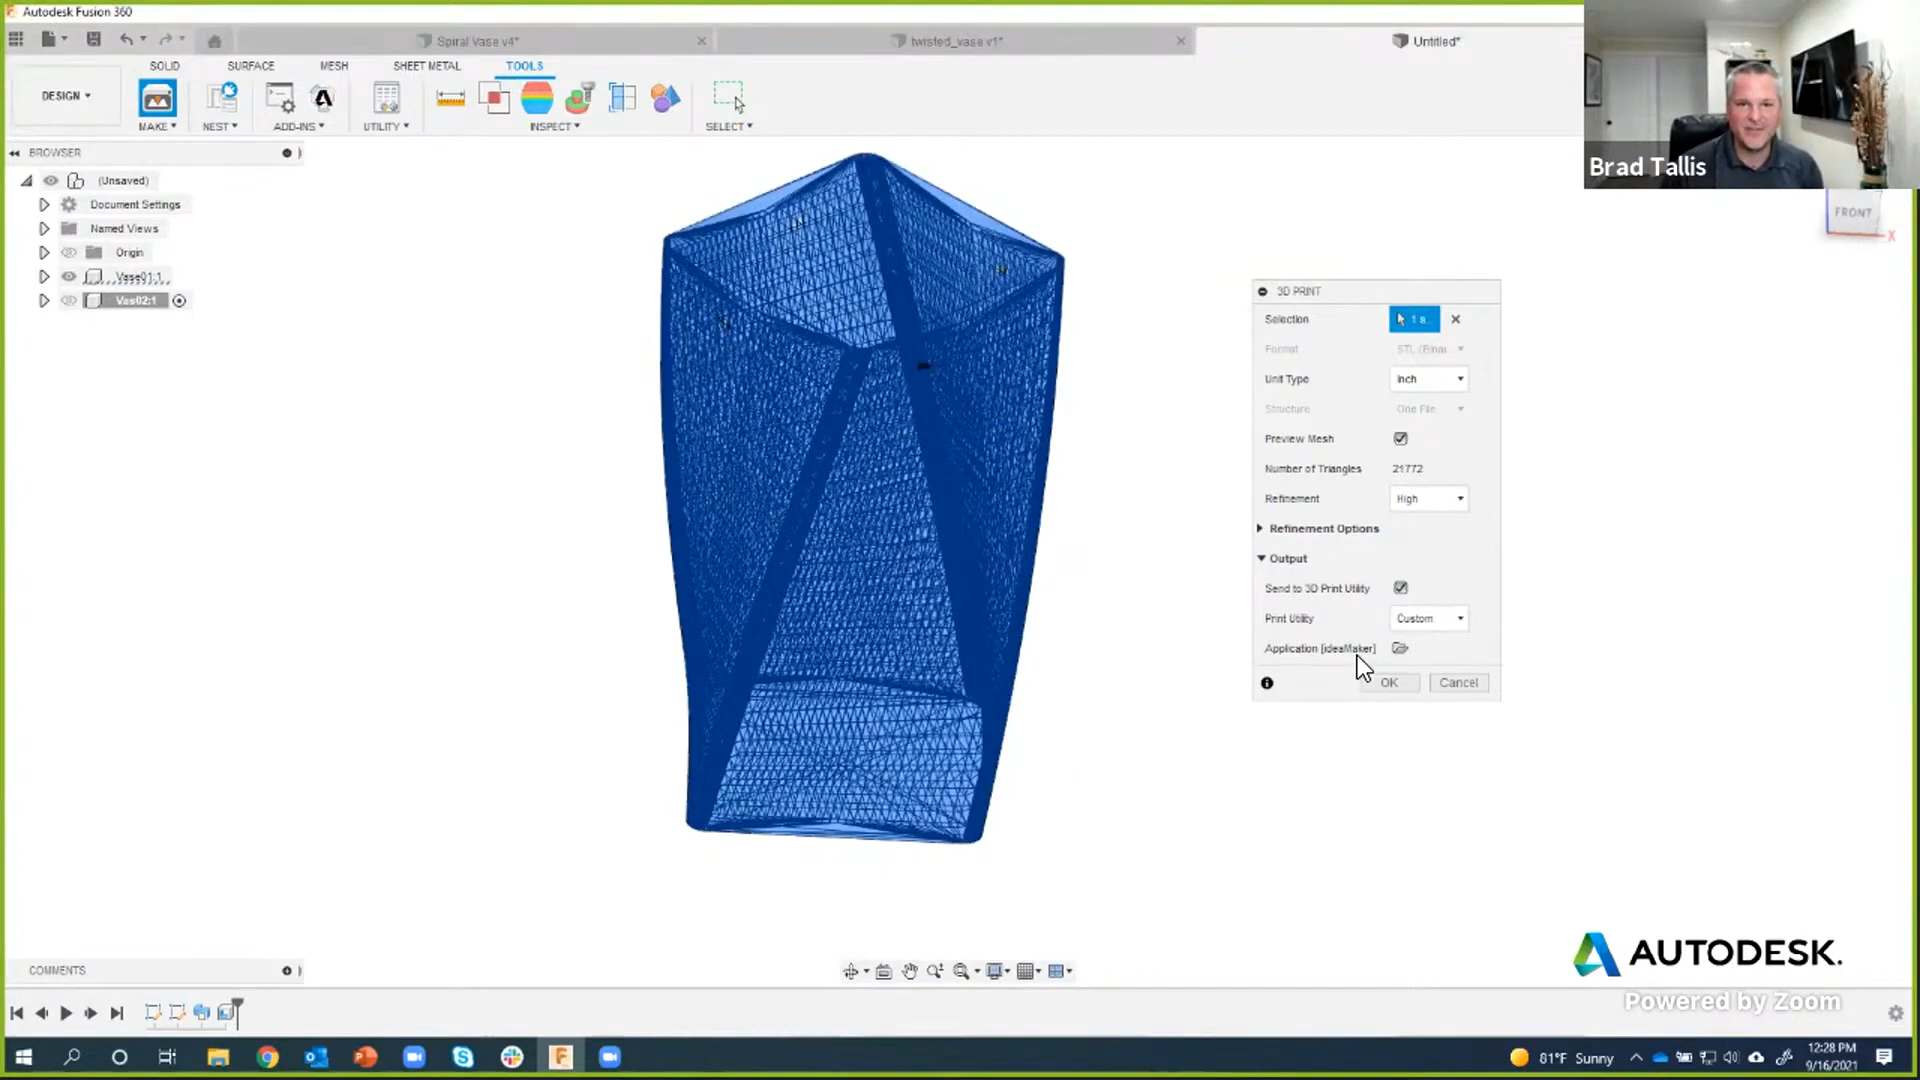 Autodesk Fusion 360
Spiral Vase v4*
twisted_vase v1*
Untitled*
SOLID
SURFACE
MESH
SHEET METAL
TOOLS
DESIGN
MAKE
NEST
ADD-INS
UTILITY
INSPECT
SELECT
Brad Tallis
BROWSER
(Unsaved)
Document Settings
Named Views
Origin
Vase01:1
Vas02:1
FRONT
X
3D PRINT
Selection
1 s
Format
STL (Binar
Unit Type
Inch
Structure
One File
Preview Mesh
Number of Triangles
21772
Refinement
High
Refinement Options
Output
Send to 3D Print Utility
Print Utility
Custom
Application [ideaMaker]
OK
Cancel
AUTODESK.
Powered by Zoom
COMMENTS
81°F Sunny
12:28 PM
9/16/2021